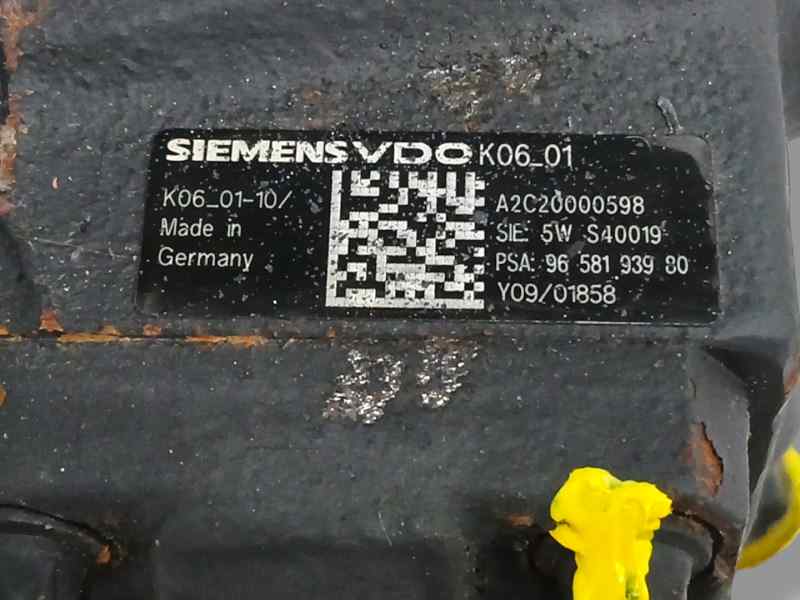 SIEMENS VDO K06_01
K06_01-10/
Made in
Germany
A2C20000598
SIE: 5W S40019
PSA: 96 581 939 80
Y09/01858